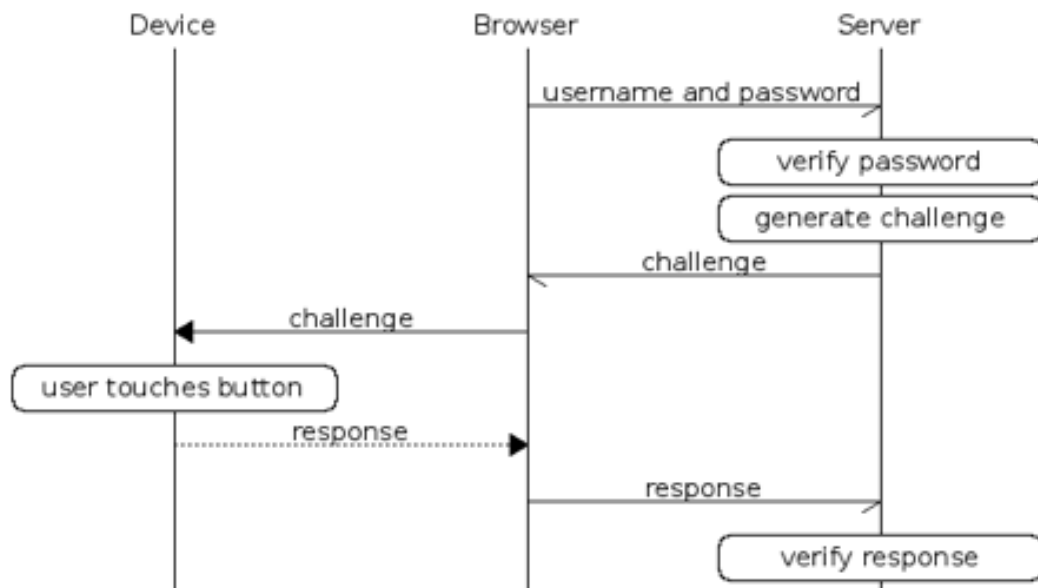 Device Browser Server
username and password
verify password
generate challenge
challenge
challenge
user touches button
response
response
verify response